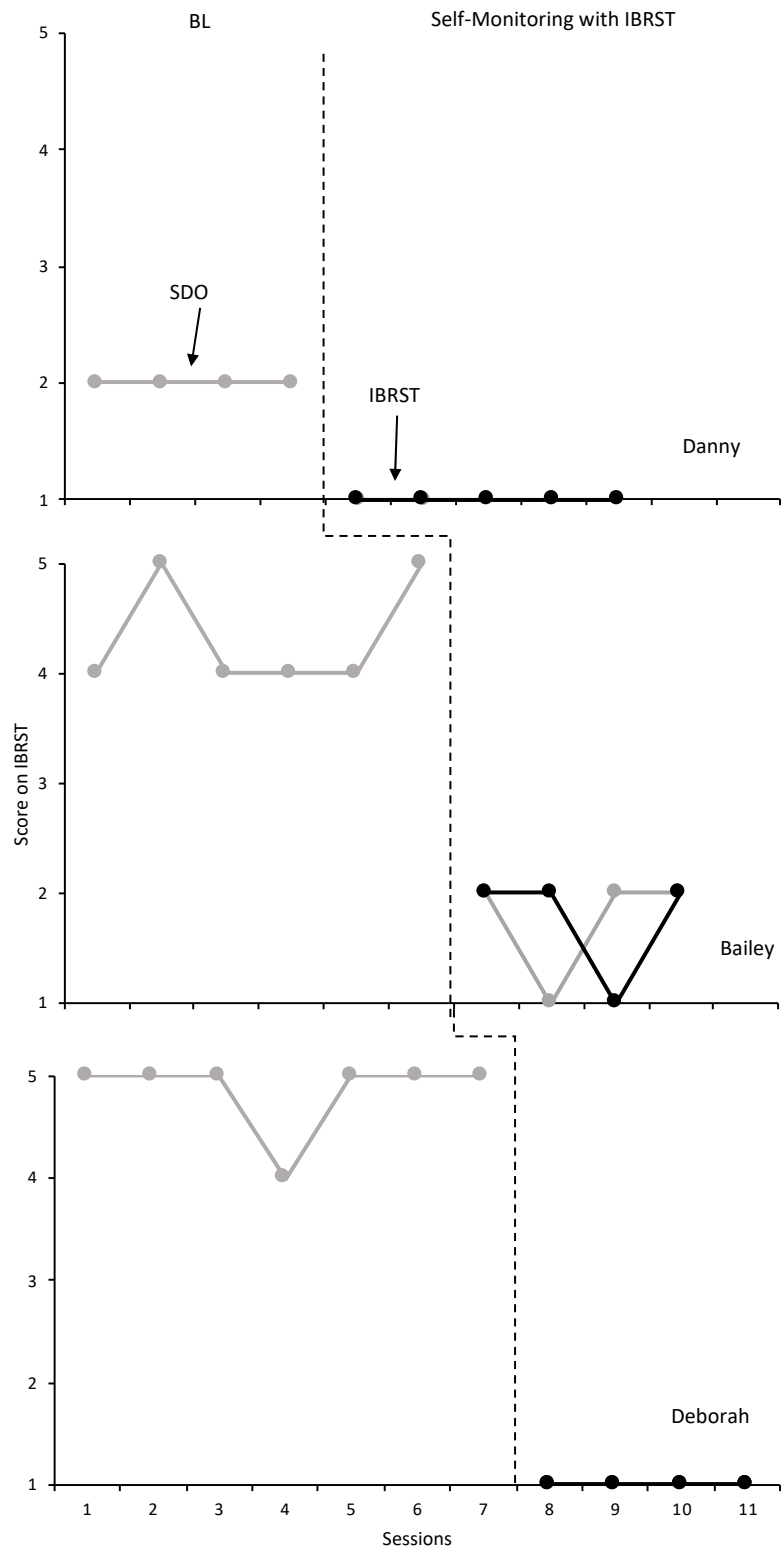 BL
Self-Monitoring with IBRST
5
4
3
SDO
2
IBRST
Danny
1
5
4
3
Score on IBRST
2
Bailey
1
5
4
3
2
Deborah
1
1 2 3 4 5 6 7 8 9 10 11
Sessions